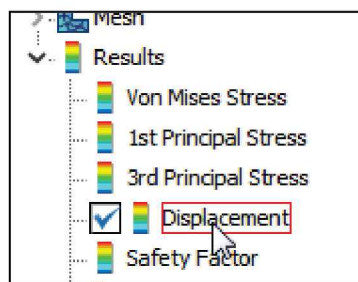 Mesh
Results
Von Mises Stress
1st Principal Stress
3rd Principal Stress
Displacement
Safety Factor